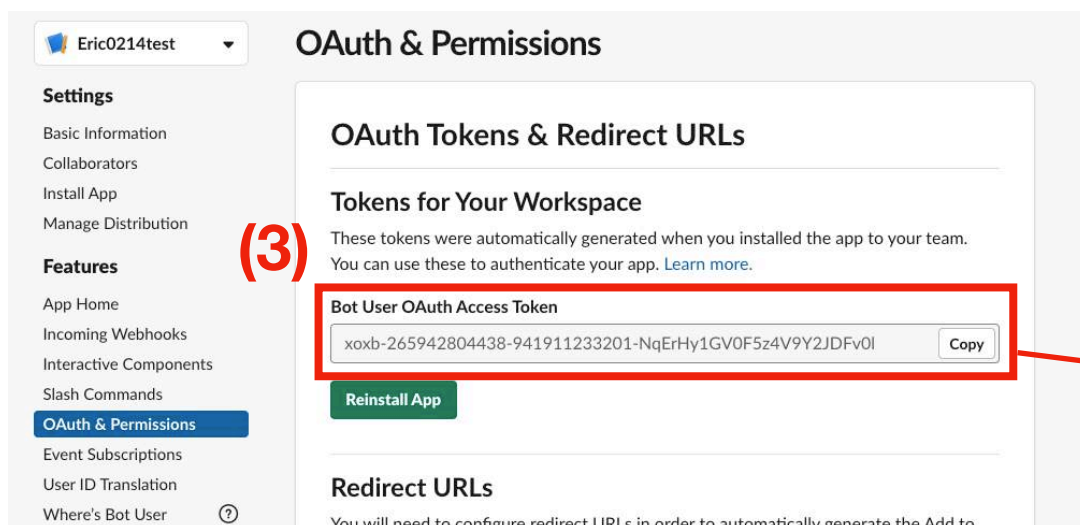 Eric0214test
OAuth & Permissions
Settings
Basic Information
Collaborators
Install App
Manage Distribution
Features
App Home
Incoming Webhooks
Interactive Components
Slash Commands
OAuth & Permissions
Event Subscriptions
User ID Translation
Where's Bot User
OAuth Tokens & Redirect URLs
Tokens for Your Workspace
These tokens were automatically generated when you installed the app to your team.
You can use these to authenticate your app. Learn more.
(3)
Bot User OAuth Access Token
xoxb-265942804438-941911233201-NqErHy1GV0F5z4V9Y2JDFv0l
Copy
Reinstall App
Redirect URLs
You will need to configure redirect URLs in order to automatically generate the Add to